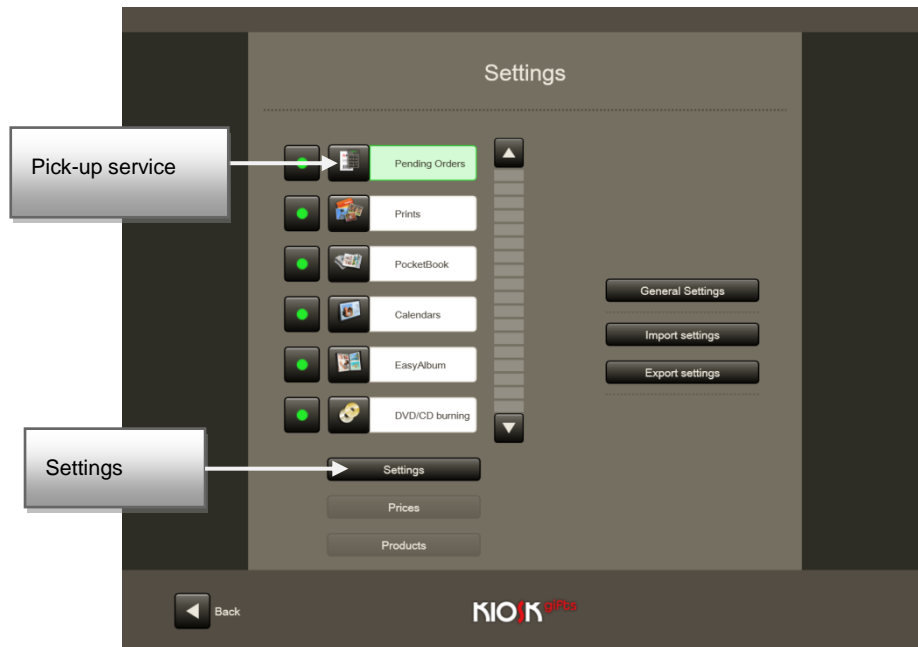 Settings
Pick-up service
Pending Orders
Prints
PocketBook
General Settings
Calendars
Import settings
EasyAlbum
Export settings
DVD/CD burning
Settings
Settings
Prices
Products
Back
KIOSK gifts